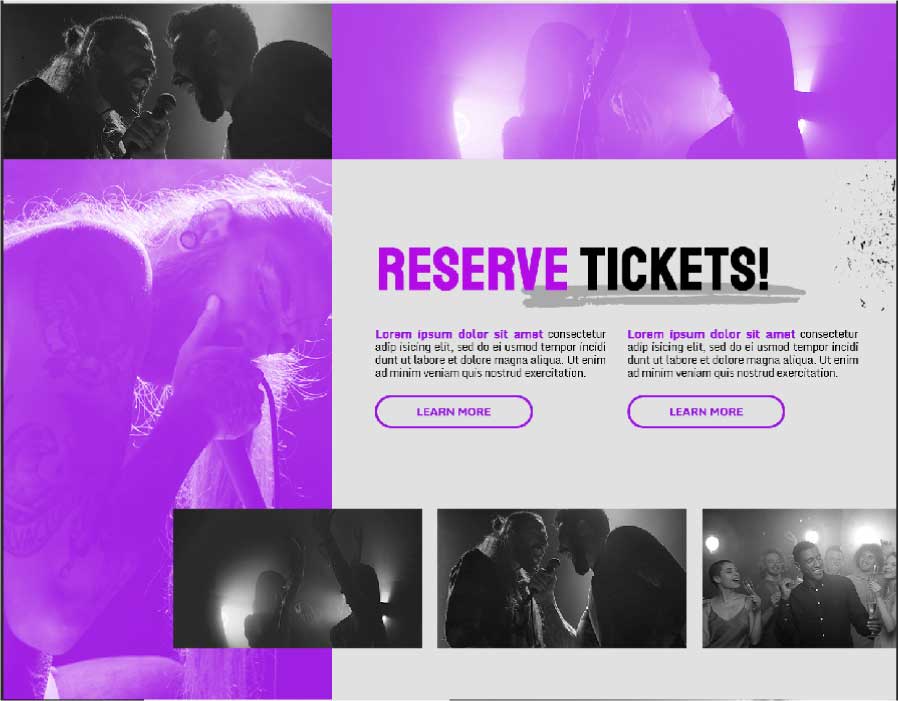 RESERVE TICKETS!
Lorem ipsum dolor sit amet consectetur
adip isicing elit, sed do ei usmod tempor incidi
dunt ut labore et dolore magna aliqua. Ut enim
ad minim veniam quis nostrud exercitation.
LEARN MORE
Lorem ipsum dolor sit amet consectetur
adip isicing elit, sed do ei usmod tempor incidi
dunt ut labore et dolore magna aliqua. Ut enim
ad minim veniam quis nostrud exercitation.
LEARN MORE